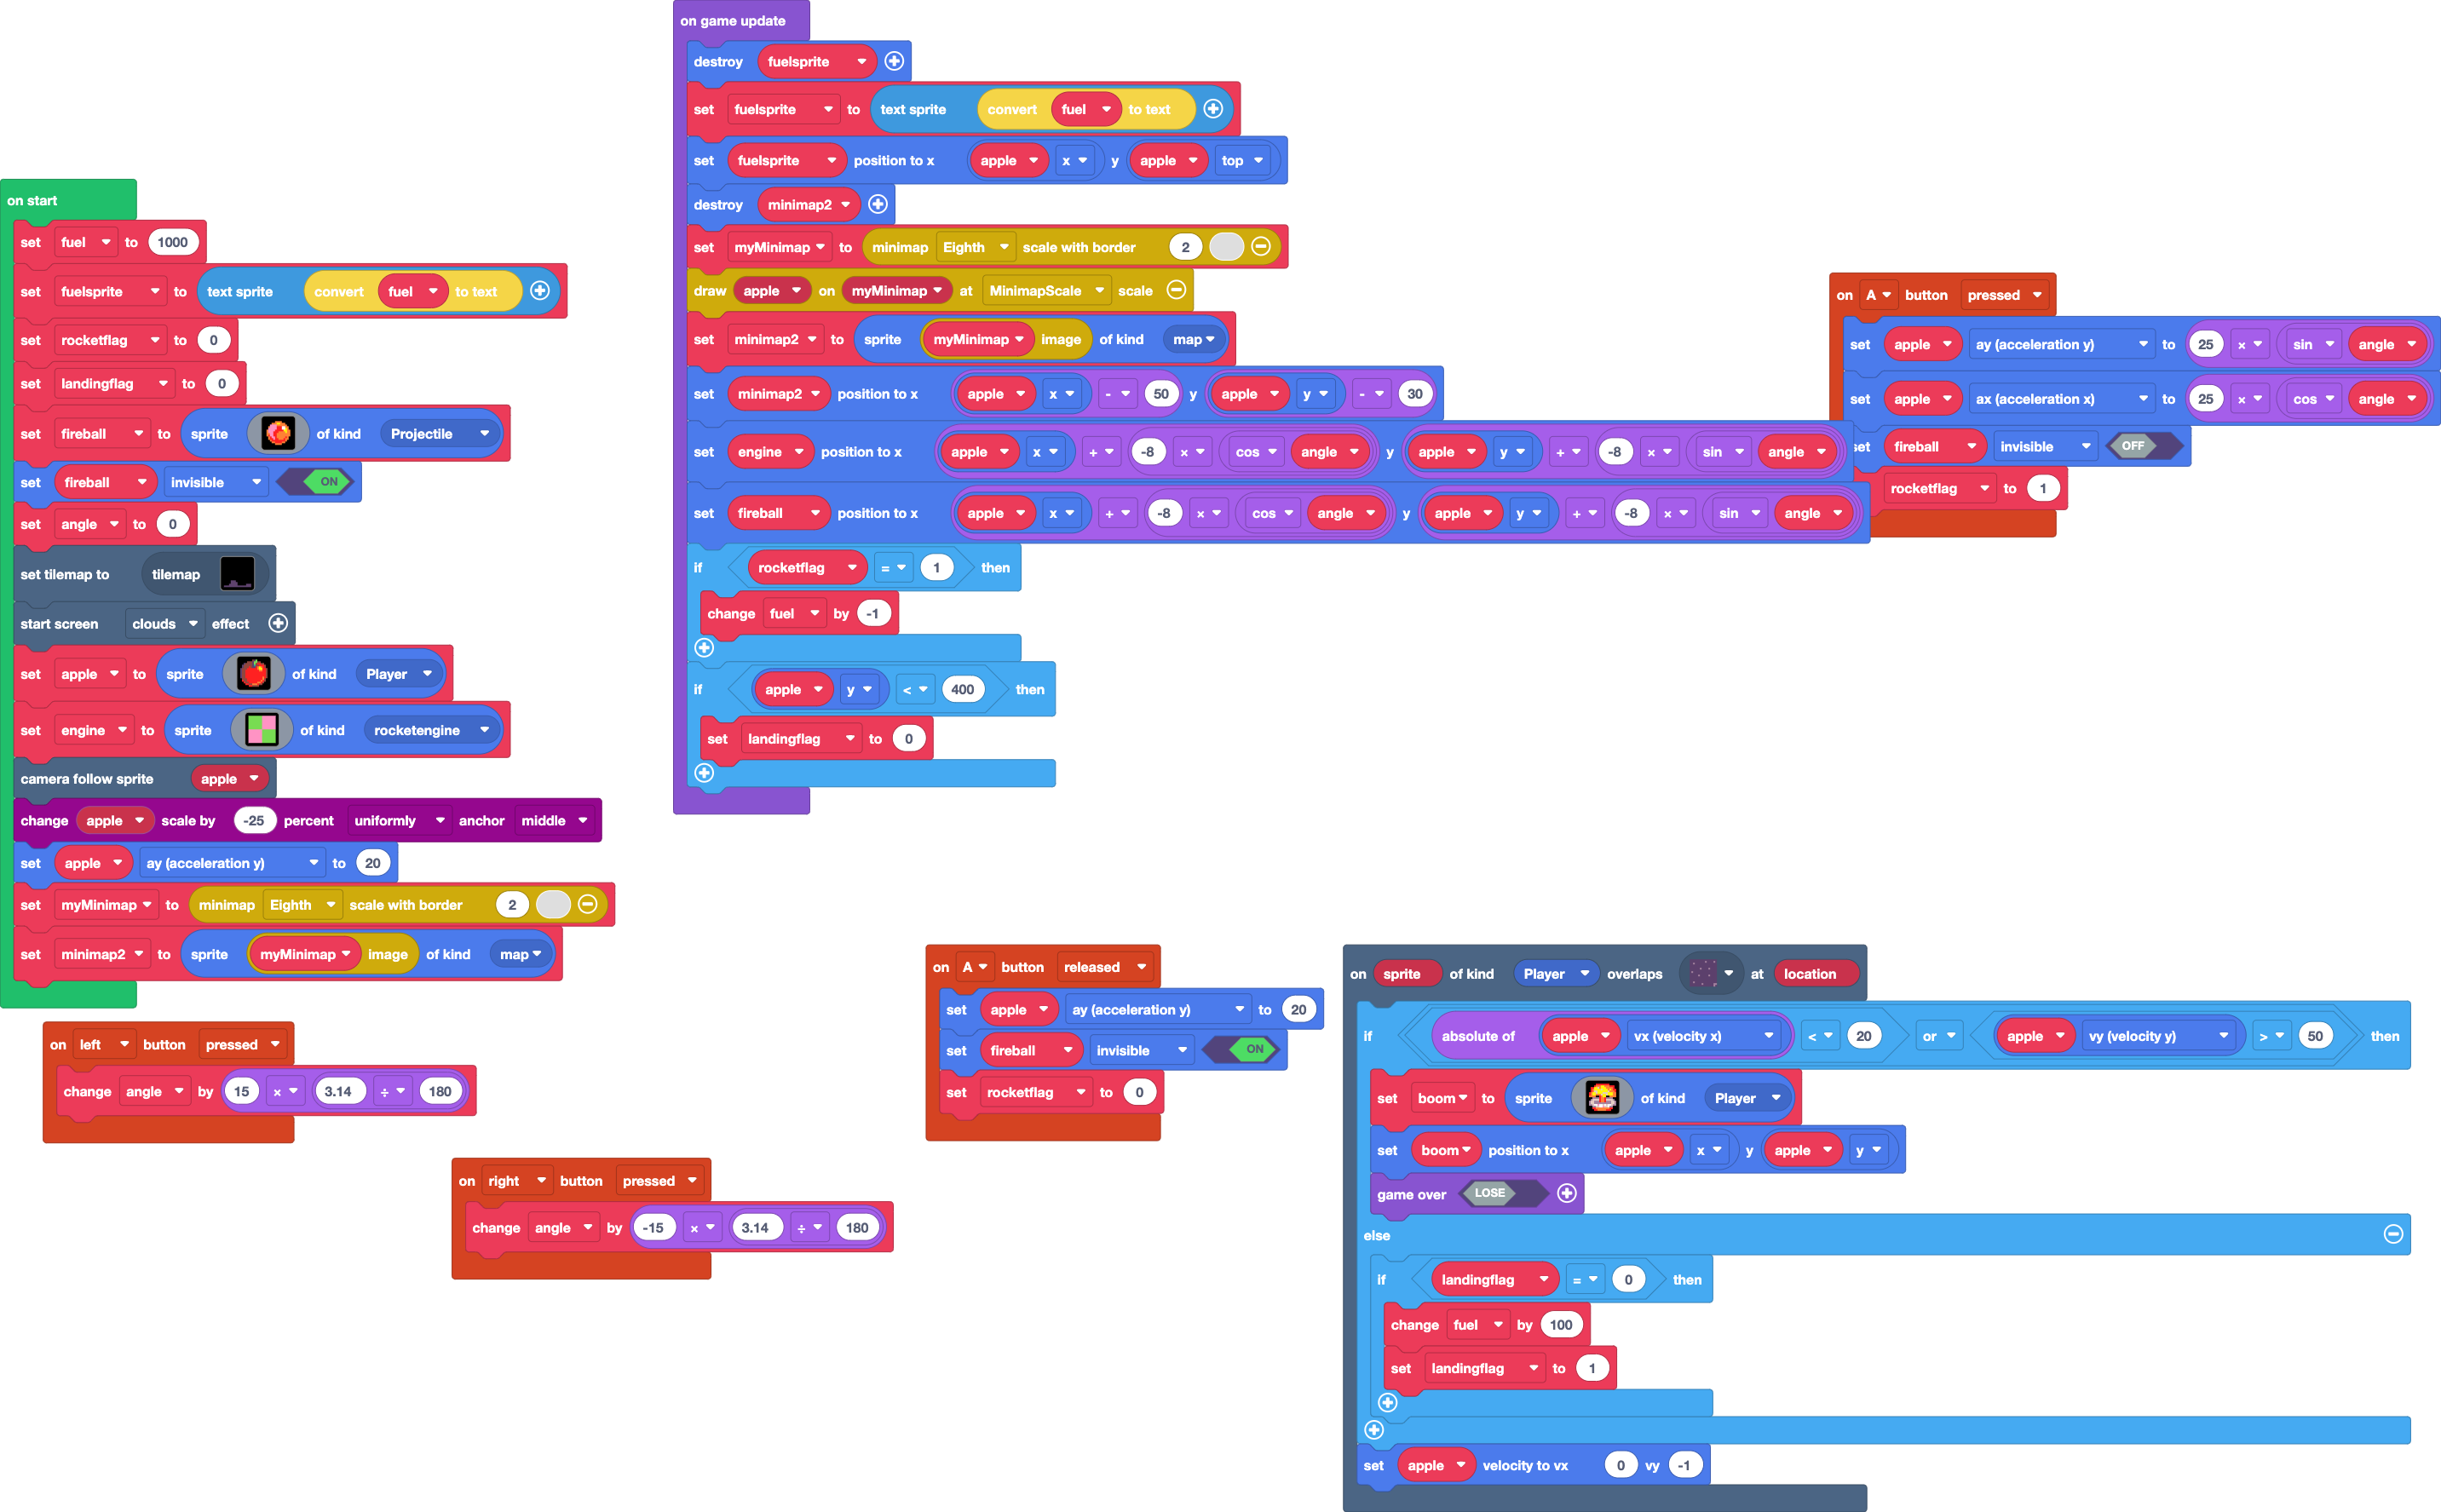 on start
set fuel to 1000
set fuelsprite to text sprite convert fuel to text
set rocketflag to 0
set landingflag to 0
set fireball to sprite of kind Projectile
set fireball invisible ON
set angle to 0
set tilemap to tilemap
start screen clouds effect
set apple to sprite of kind Player
set engine to sprite of kind rocketengine
camera follow sprite apple
change apple scale by -25 percent uniformly anchor middle
set apple ay (acceleration y) to 20
set myMinimap to minimap Eighth scale with border 2
set minimap2 to sprite myMinimap image of kind map
on left button pressed
change angle by 15 × 3.14 ÷ 180
on right button pressed
change angle by -15 × 3.14 ÷ 180
on game update
destroy fuelsprite
set fuelsprite to text sprite convert fuel to text
set fuelsprite position to x apple x y apple top
destroy minimap2
set myMinimap to minimap Eighth scale with border 2
draw apple on myMinimap at MinimapScale scale
set minimap2 to sprite myMinimap image of kind map
set minimap2 position to x apple x - 50 y apple y - 30
set engine position to x apple x + -8 × cos angle y apple y + -8 × sin angle
set fireball position to x apple x + -8 × cos angle y apple y + -8 × sin angle
if rocketflag = 1 then
change fuel by -1
if apple y < 400 then
set landingflag to 0
on A button pressed
set apple ay (acceleration y) to 25 × sin angle
set apple ax (acceleration x) to 25 × cos angle
set fireball invisible OFF
rocketflag to 1
on A button released
set apple ay (acceleration y) to 20
set fireball invisible ON
set rocketflag to 0
on sprite of kind Player overlaps at location
if absolute of apple vx (velocity x) < 20 or apple vy (velocity y) > 50 then
set boom to sprite of kind Player
set boom position to x apple x y apple y
game over LOSE
else
if landingflag = 0 then
change fuel by 100
set landingflag to 1
set apple velocity to vx 0 vy -1